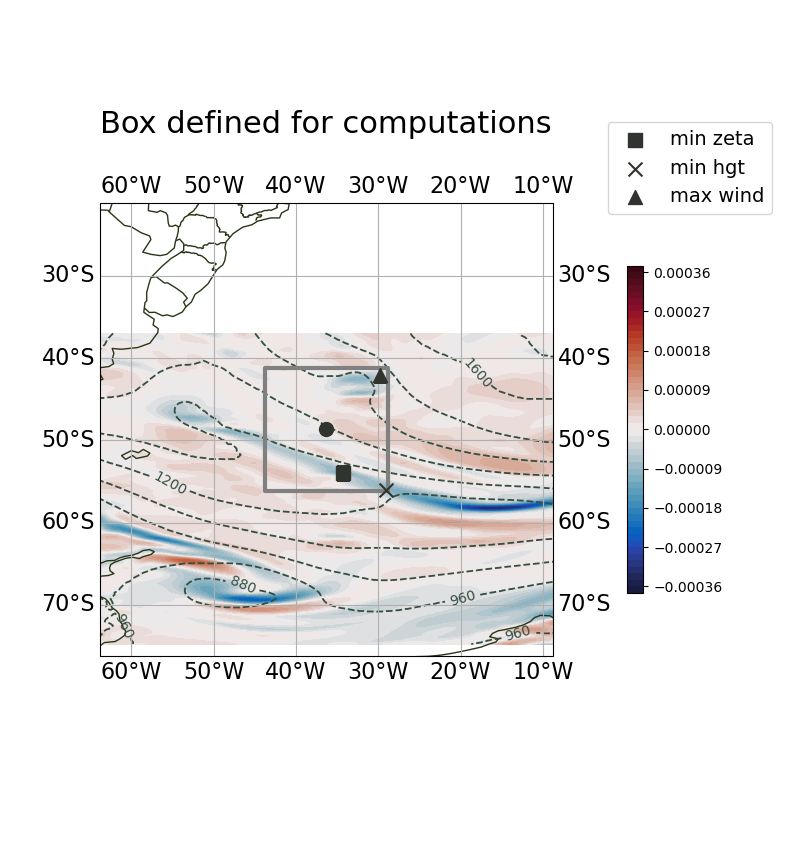 Box defined for computations
min zeta
min hgt
max wind
60°W 50°W 40°W 30°W 20°W 10°W
30°S 30°S
40°S 40°S
50°S 50°S
60°S 60°S
70°S 70°S
1600
1200
880
960
960
960
60°W 50°W 40°W 30°W 20°W 10°W
0.00036
0.00027
0.00018
0.00009
0.00000
−0.00009
−0.00018
−0.00027
−0.00036